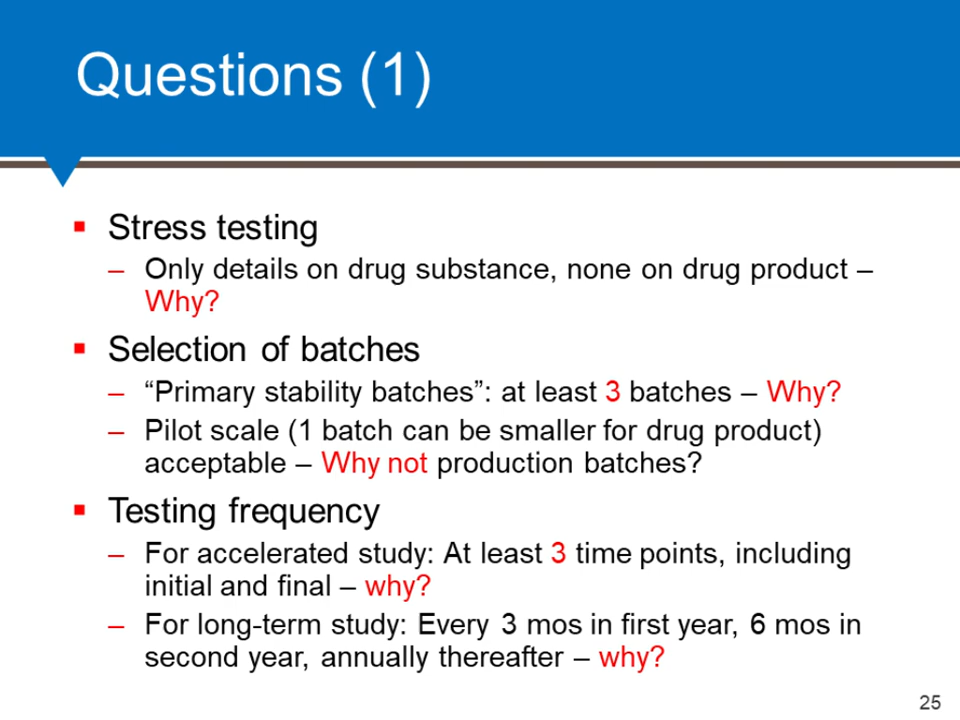 Questions (1)
▪ Stress testing
– Only details on drug substance, none on drug product –
Why?
▪ Selection of batches
– “Primary stability batches”: at least 3 batches – Why?
– Pilot scale (1 batch can be smaller for drug product)
acceptable – Why not production batches?
▪ Testing frequency
– For accelerated study: At least 3 time points, including
initial and final – why?
– For long-term study: Every 3 mos in first year, 6 mos in
second year, annually thereafter – why?
25